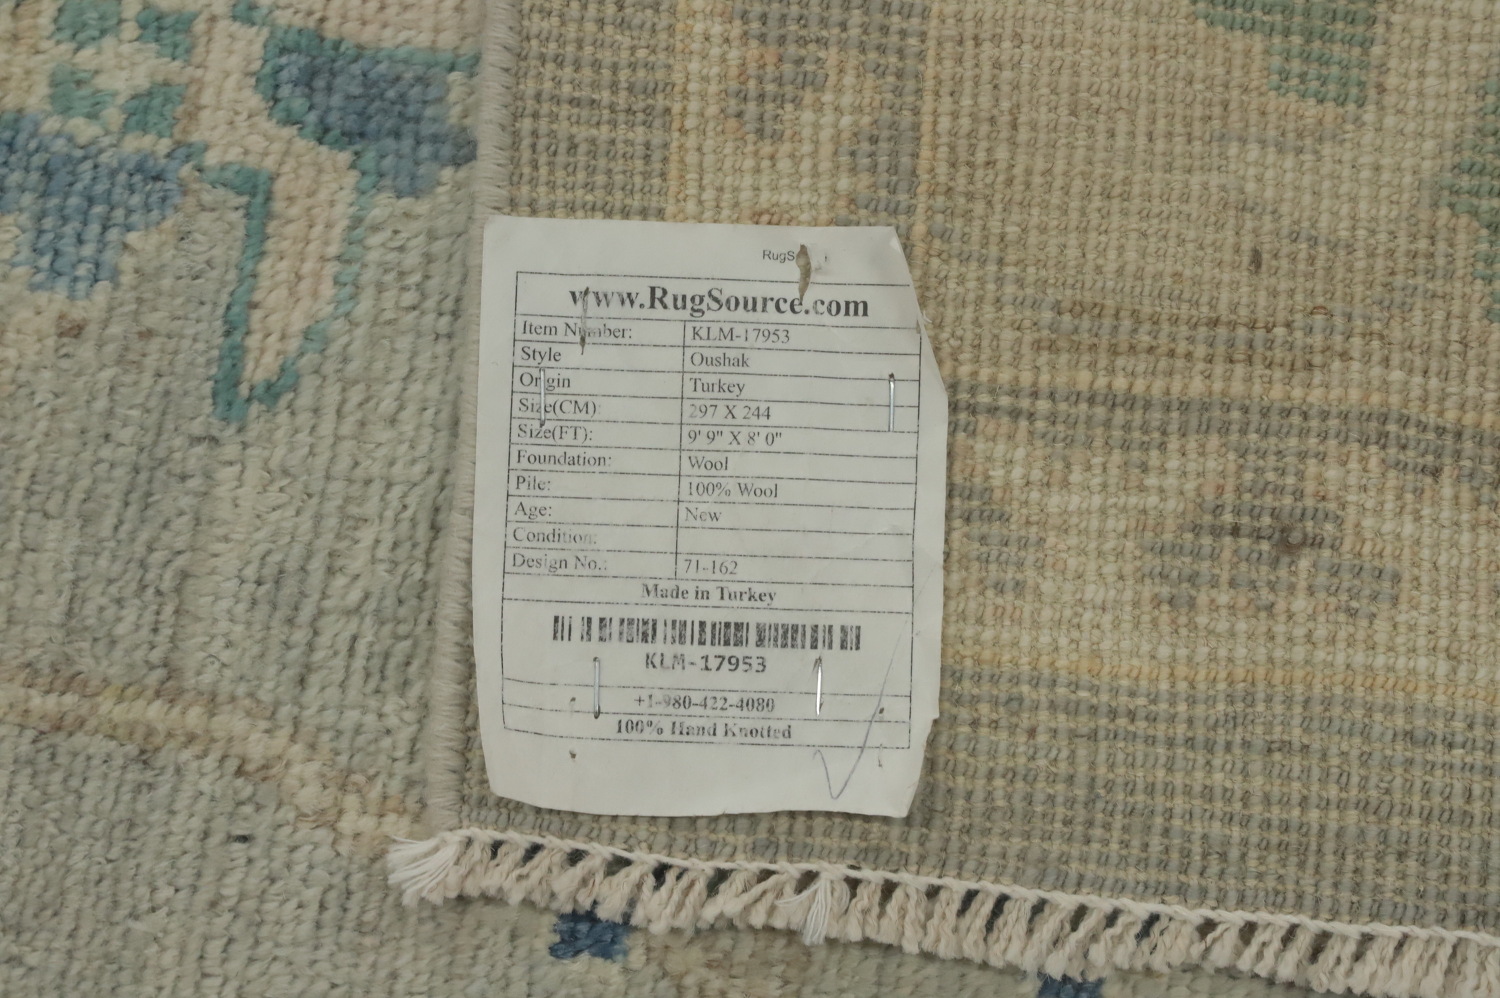 www.RugSource.com
Item Number: KLM-17953
Style Oushak
Origin Turkey
Size(CM): 297 X 244
Size(FT): 9' 9" X 8' 0"
Foundation: Wool
Pile: 100% Wool
Age: New
Condition:
Design No.: 71-162
Made in Turkey
KLM-17953
+1-980-422-4080
100% Hand Knotted